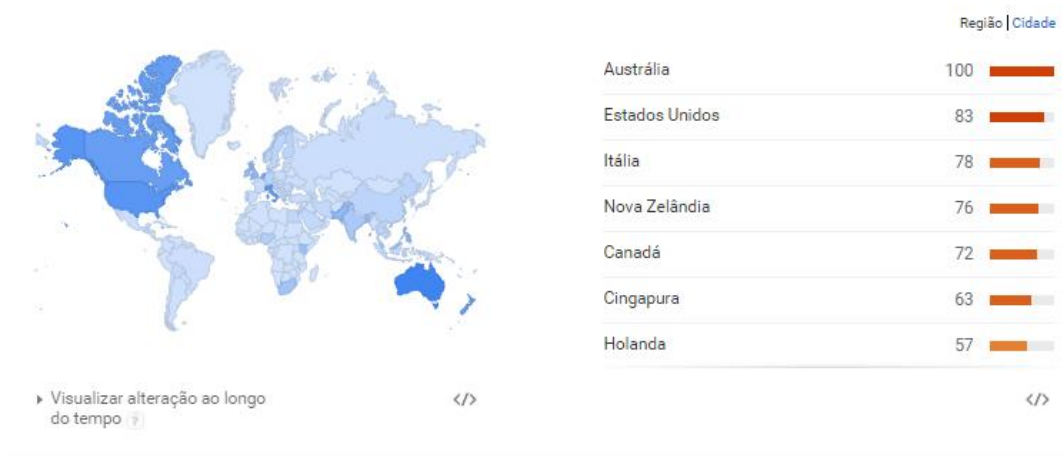 Região | Cidade
Austrália 100
Estados Unidos 83
Itália 78
Nova Zelândia 76
Canadá 72
Cingapura 63
Holanda 57
Visualizar alteração ao longo
do tempo ?
</> </>